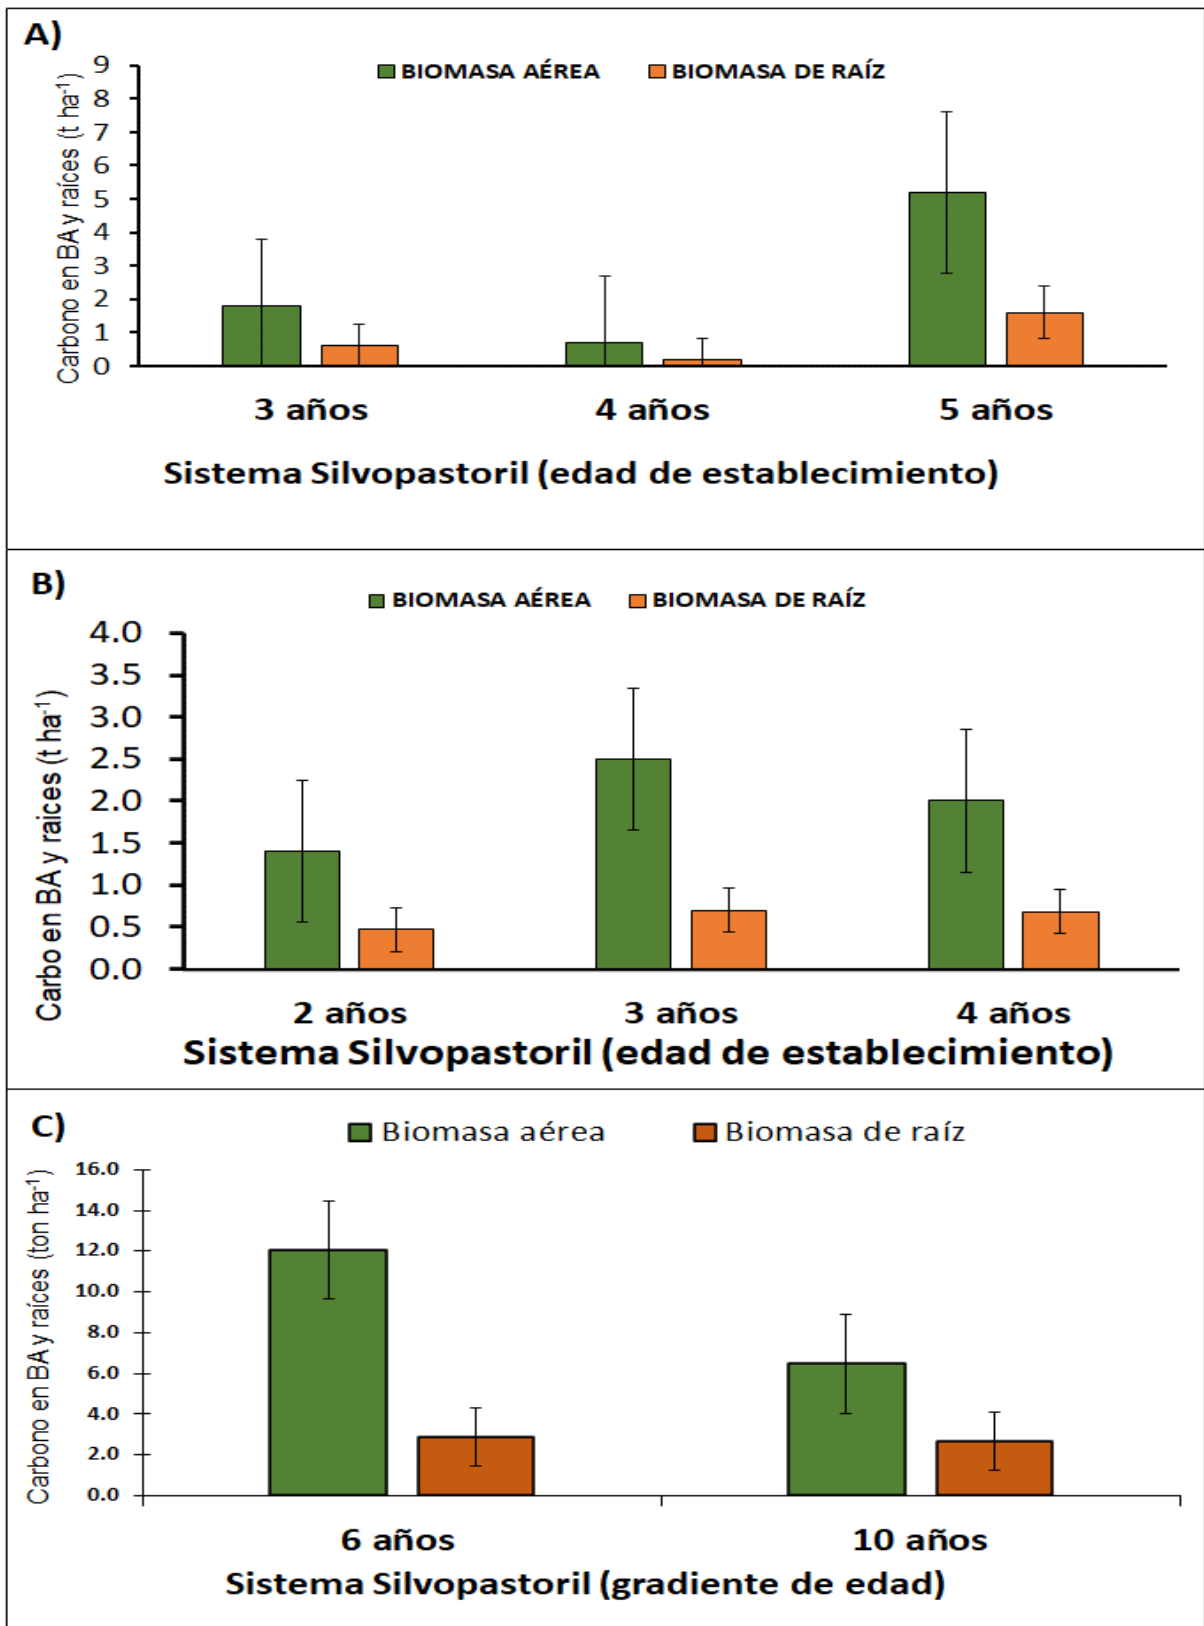 A)
BIOMASA AÉREA BIOMASA DE RAÍZ
Carbono en BA y raíces (t ha-1)
9
8
7
6
5
4
3
2
1
0
3 años 4 años 5 años
Sistema Silvopastoril (edad de establecimiento)
B)
BIOMASA AÉREA BIOMASA DE RAÍZ
Carbo en BA y raices (t ha-1)
4.0
3.5
3.0
2.5
2.0
1.5
1.0
0.5
0.0
2 años 3 años 4 años
Sistema Silvopastoril (edad de establecimiento)
C)
Biomasa aérea Biomasa de raíz
Carbono en BA y raíces (ton ha-1)
16.0
14.0
12.0
10.0
8.0
6.0
4.0
2.0
0.0
6 años 10 años
Sistema Silvopastoril (gradiente de edad)